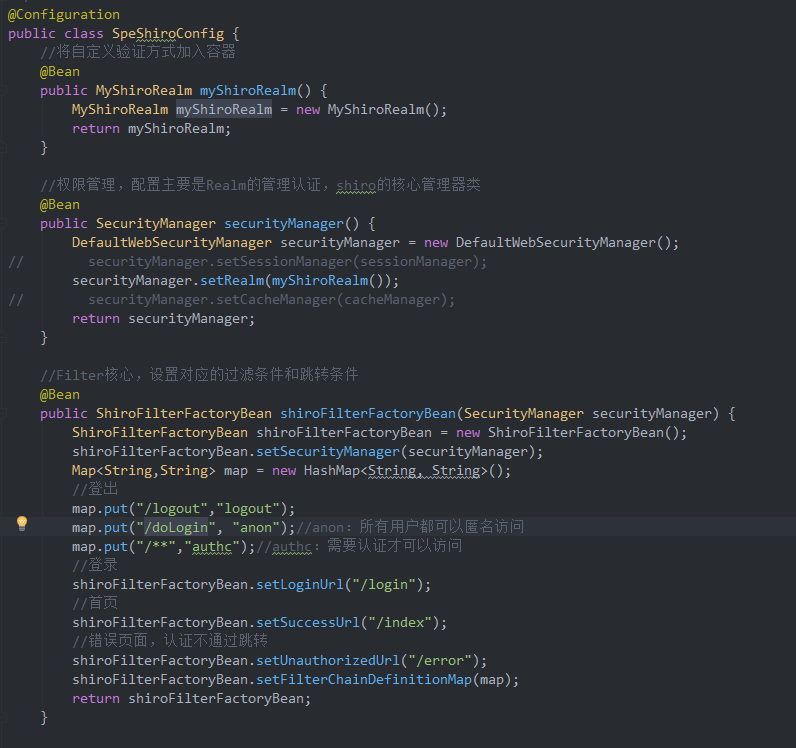 @Configuration
public class SpeShiroConfig {
//将自定义验证方式加入容器
@Bean
public MyShiroRealm myShiroRealm() {
MyShiroRealm myShiroRealm = new MyShiroRealm();
return myShiroRealm;
}
//权限管理，配置主要是Realm的管理认证，shiro的核心管理器类
@Bean
public SecurityManager securityManager() {
DefaultWebSecurityManager securityManager = new DefaultWebSecurityManager();
// securityManager.setSessionManager(sessionManager);
securityManager.setRealm(myShiroRealm());
// securityManager.setCacheManager(cacheManager);
return securityManager;
}
//Filter核心，设置对应的过滤条件和跳转条件
@Bean
public ShiroFilterFactoryBean shiroFilterFactoryBean(SecurityManager securityManager) {
ShiroFilterFactoryBean shiroFilterFactoryBean = new ShiroFilterFactoryBean();
shiroFilterFactoryBean.setSecurityManager(securityManager);
Map<String,String> map = new HashMap<String, String>();
//登出
map.put("/logout","logout");
map.put("/doLogin", "anon");//anon：所有用户都可以匿名访问
map.put("/**","authc");//authc：需要认证才可以访问
//登录
shiroFilterFactoryBean.setLoginUrl("/login");
//首页
shiroFilterFactoryBean.setSuccessUrl("/index");
//错误页面，认证不通过跳转
shiroFilterFactoryBean.setUnauthorizedUrl("/error");
shiroFilterFactoryBean.setFilterChainDefinitionMap(map);
return shiroFilterFactoryBean;
}